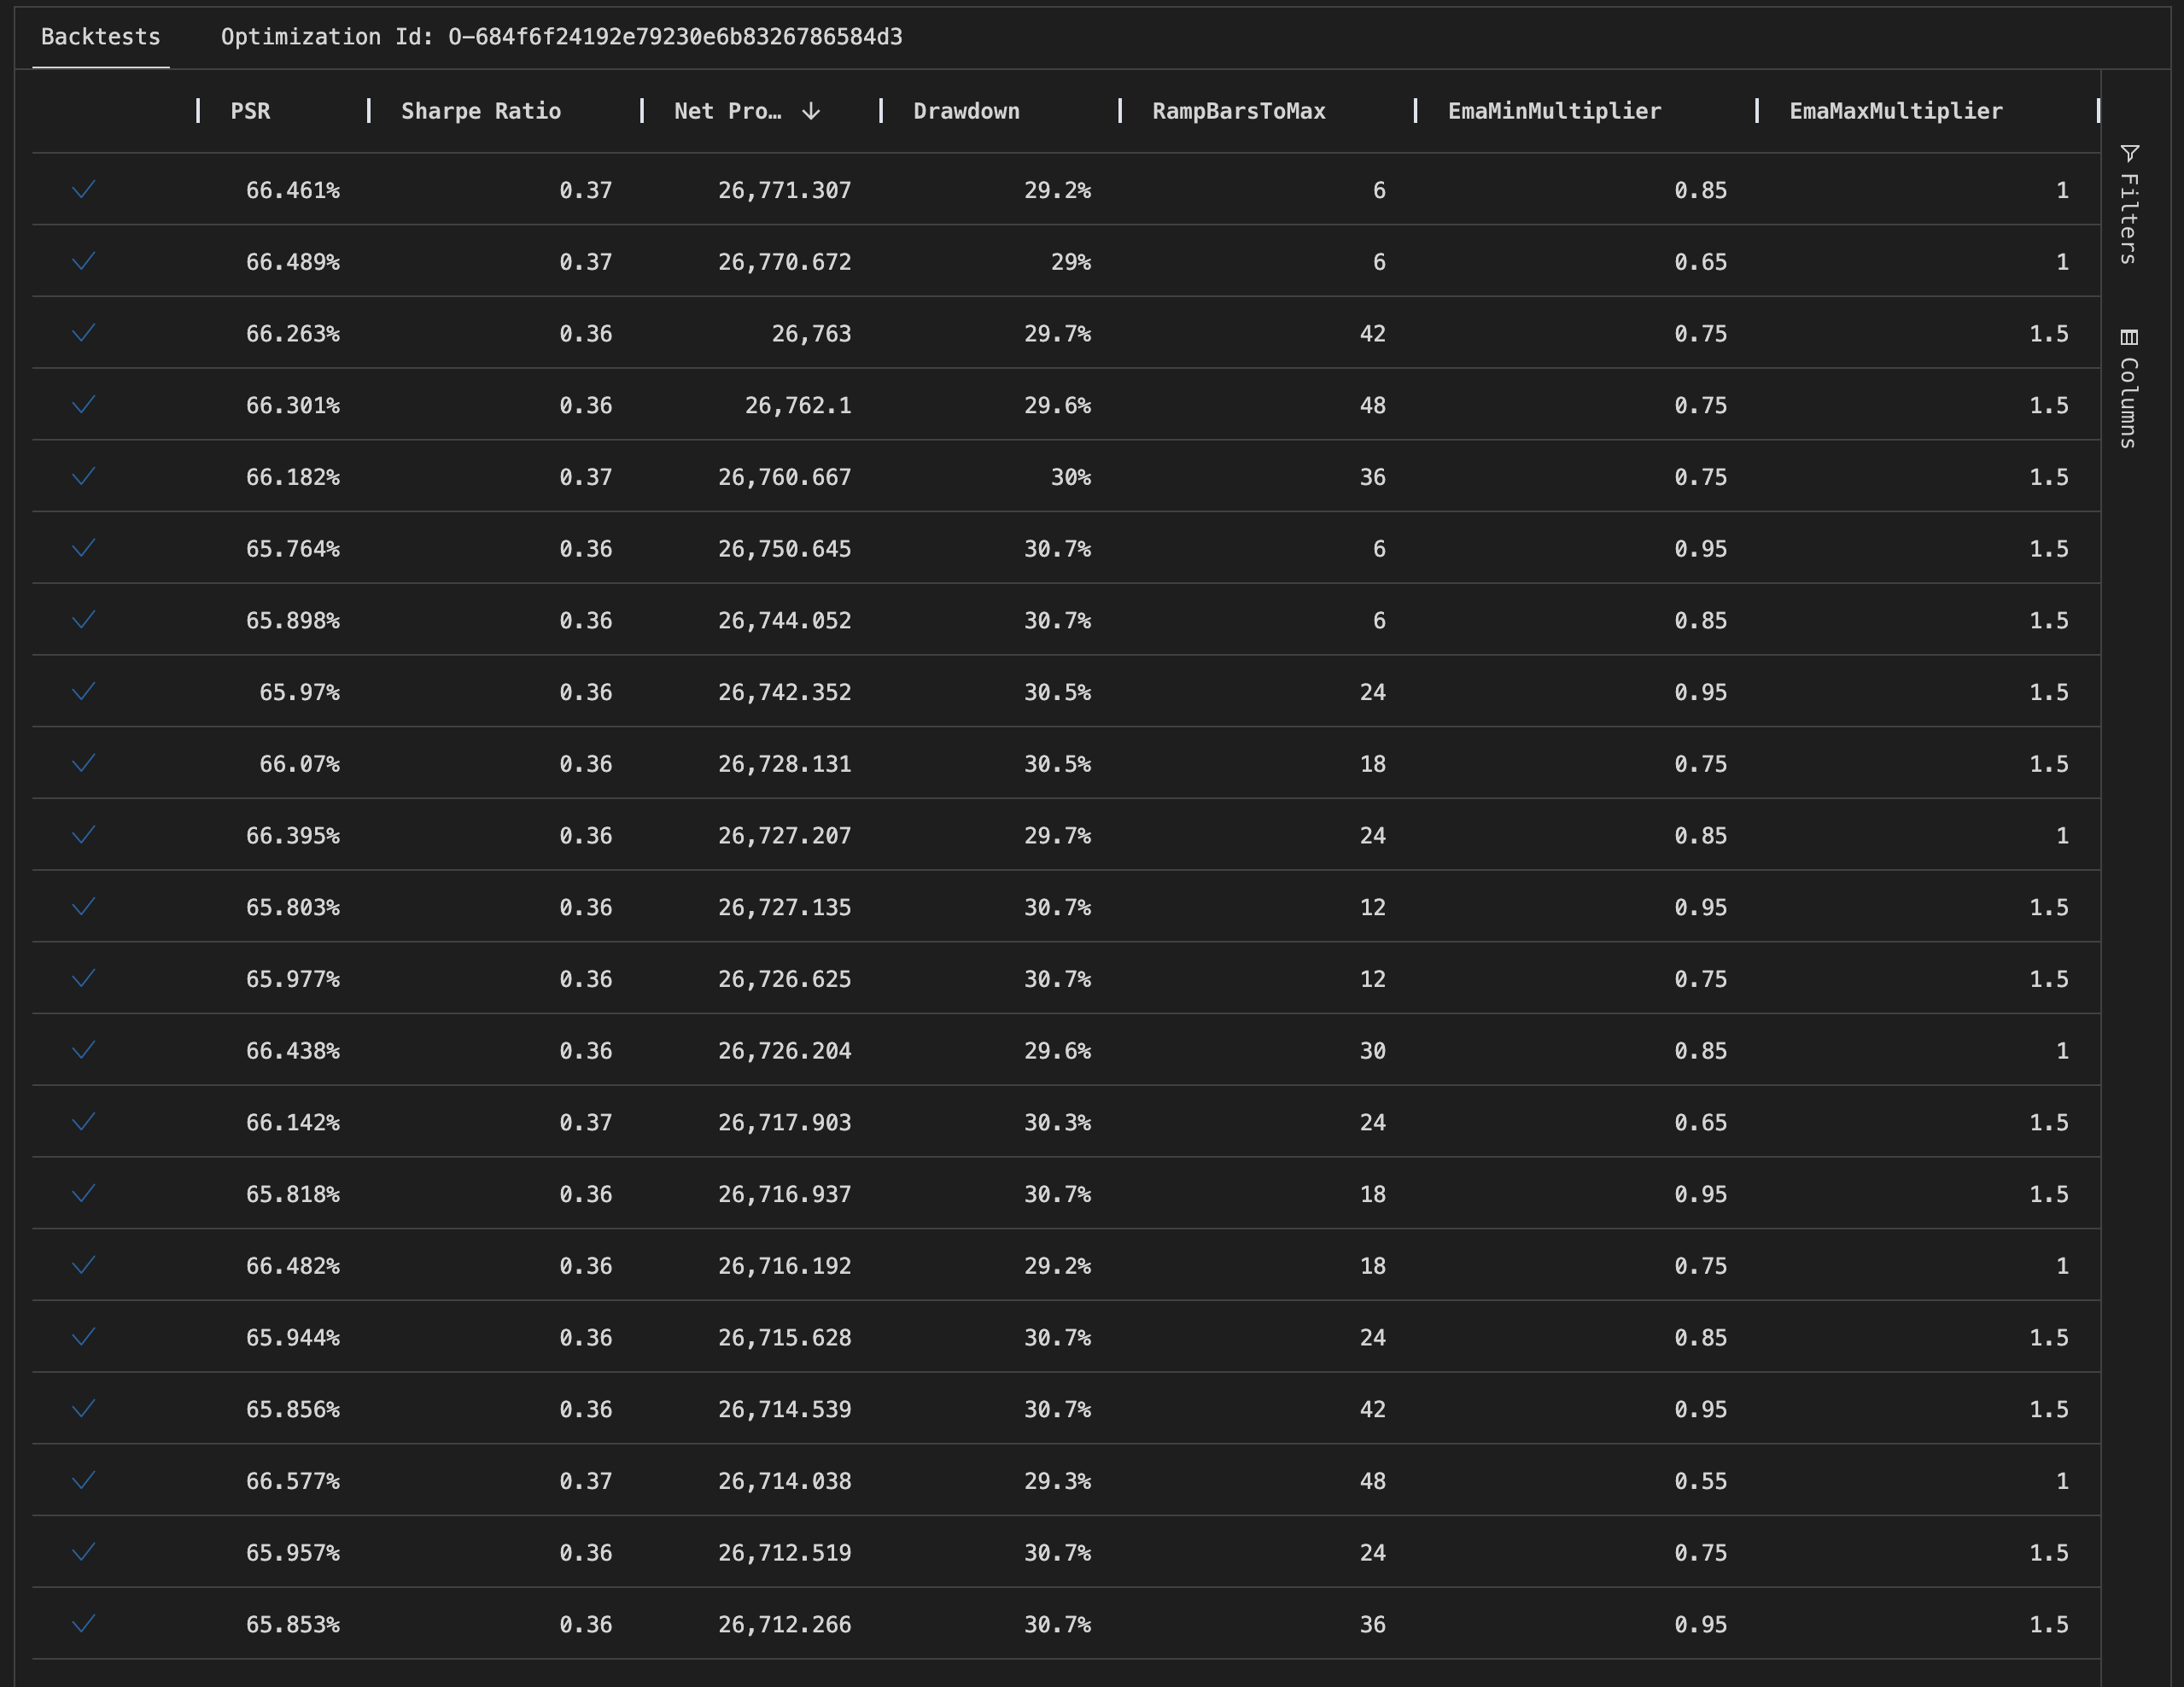 Backtests Optimization Id: O-684f6f24192e79230e6b8326786584d3
PSR Sharpe Ratio Net Pro… ↓ Drawdown RampBarsToMax EmaMinMultiplier EmaMaxMultiplier
66.461% 0.37 26,771.307 29.2% 6 0.85 1
66.489% 0.37 26,770.672 29% 6 0.65 1
66.263% 0.36 26,763 29.7% 42 0.75 1.5
66.301% 0.36 26,762.1 29.6% 48 0.75 1.5
66.182% 0.37 26,760.667 30% 36 0.75 1.5
65.764% 0.36 26,750.645 30.7% 6 0.95 1.5
65.898% 0.36 26,744.052 30.7% 6 0.85 1.5
65.97% 0.36 26,742.352 30.5% 24 0.95 1.5
66.07% 0.36 26,728.131 30.5% 18 0.75 1.5
66.395% 0.36 26,727.207 29.7% 24 0.85 1
65.803% 0.36 26,727.135 30.7% 12 0.95 1.5
65.977% 0.36 26,726.625 30.7% 12 0.75 1.5
66.438% 0.36 26,726.204 29.6% 30 0.85 1
66.142% 0.37 26,717.903 30.3% 24 0.65 1.5
65.818% 0.36 26,716.937 30.7% 18 0.95 1.5
66.482% 0.36 26,716.192 29.2% 18 0.75 1
65.944% 0.36 26,715.628 30.7% 24 0.85 1.5
65.856% 0.36 26,714.539 30.7% 42 0.95 1.5
66.577% 0.37 26,714.038 29.3% 48 0.55 1
65.957% 0.36 26,712.519 30.7% 24 0.75 1.5
65.853% 0.36 26,712.266 30.7% 36 0.95 1.5
Filters
Columns